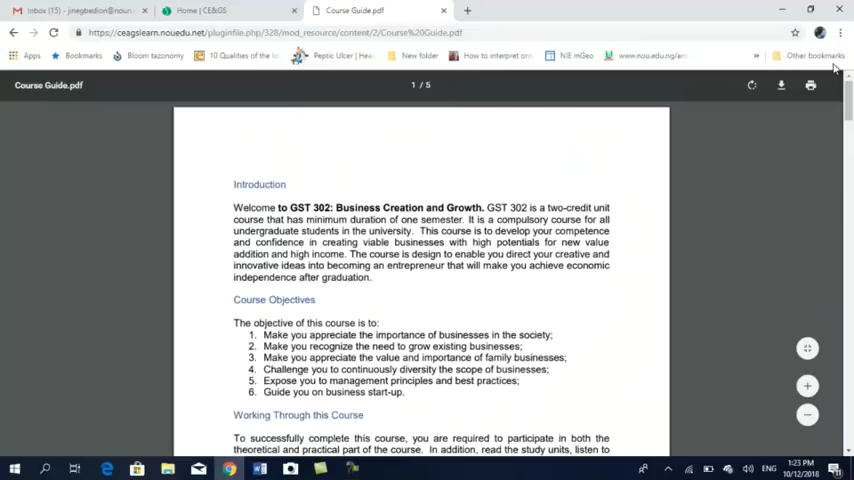 Inbox (15) - jinegbedion@noun.
Home | CE&GS
Course Guide.pdf
https://ceagslearn.nouedu.net/pluginfile.php/328/mod_resource/content/2/Course%20Guide.pdf
Apps
Bookmarks
Bloom taxonomy
10 Qualities of the Id
Peptic Ulcer | Heal
New folder
How to interpret ont
NIE mGeo
www.nou.edu.ng/an
»
Other bookmarks
Course Guide.pdf
1 / 5
Introduction
Welcome to GST 302: Business Creation and Growth. GST 302 is a two-credit unit
course that has minimum duration of one semester. It is a compulsory course for all
undergraduate students in the university. This course is to develop your competence
and confidence in creating viable businesses with high potentials for new value
addition and high income. The course is design to enable you direct your creative and
innovative ideas into becoming an entrepreneur that will make you achieve economic
independence after graduation.
Course Objectives
The objective of this course is to:
1. Make you appreciate the importance of businesses in the society;
2. Make you recognize the need to grow existing businesses;
3. Make you appreciate the value and importance of family businesses;
4. Challenge you to continuously diversity the scope of businesses;
5. Expose you to management principles and best practices;
6. Guide you on business start-up.
Working Through this Course
To successfully complete this course, you are required to participate in both the
theoretical and practical part of the course. In addition, read the study units, listen to
ENG
1:23 PM
10/12/2018